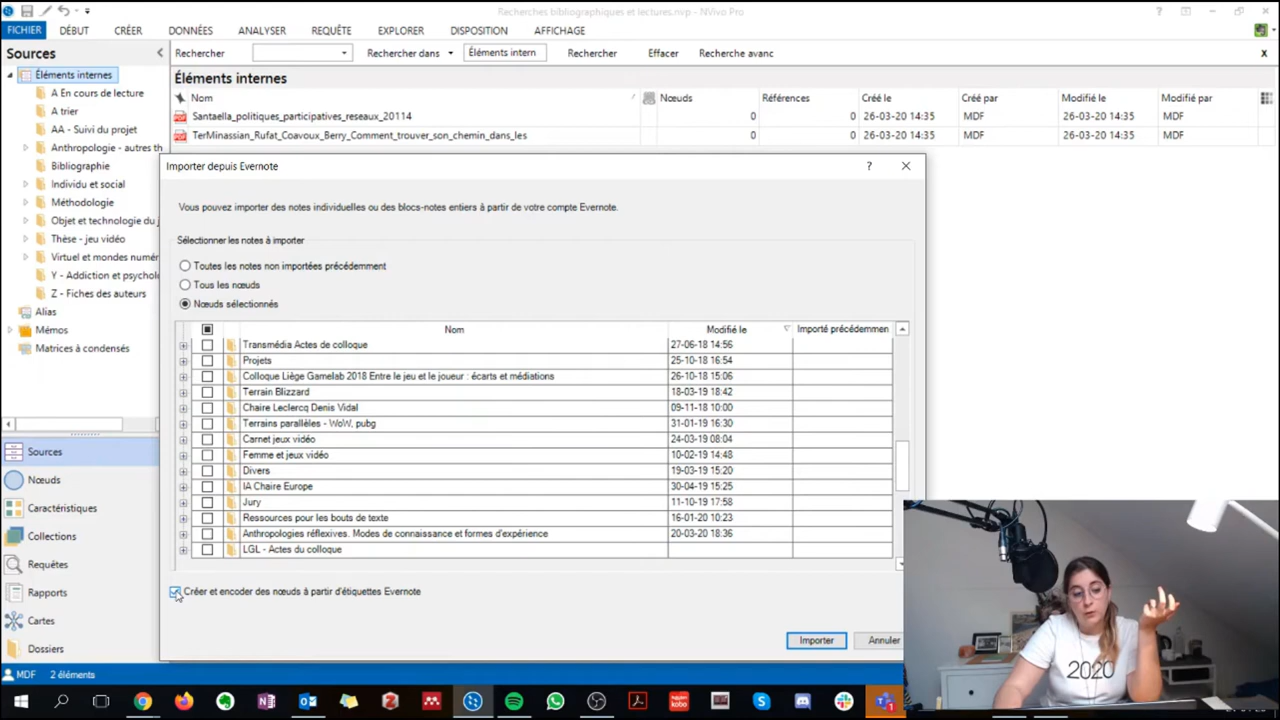 Recherches bibliographiques et lectures.nvp - NVivo Pro
FICHIER DÉBUT CRÉER DONNÉES ANALYSER REQUÊTE EXPLORER DISPOSITION AFFICHAGE
Sources
Rechercher Rechercher dans Éléments intern Rechercher Effacer Rechercher avanc x
Éléments internes
Éléments internes
Nom Nœuds Références Créé le Créé par Modifié le Modifié par
A En cours de lecture
A trier
AA - Suivi du projet
Anthropologie - autres th
Bibliographie
Individu et social
Méthodologie
Objet et technologie du j
Thèse - jeu vidéo
Virtuel et mondes numé
Y - Addiction et psycholo
Z - Fiches des auteurs
Alias
Mémos
Matrices à condensés
Santaella_politiques_participatives_reseaux_20114 0 0 26-03-20 14:35 MDF 26-03-20 14:35 MDF
TerMinassian_Rufat_Coavoux_Berry_Comment_trouver_son_chemin_dans_les 0 0 26-03-20 14:35 MDF 26-03-20 14:35 MDF
Importer depuis Evernote ?
Vous pouvez importer des notes individuelles ou des blocs-notes entiers à partir de votre compte Evernote.
Sélectionner les notes à importer
Toutes les notes non importées précédemment
Tous les nœuds
Nœuds sélectionnés
Nom Modifié le Importé précédemmen
Transmédia Actes de colloque 27-06-18 14:56
Projets 25-10-18 16:54
Colloque Liège Gamelab 2018 Entre le jeu et le joueur : écarts et médiations 26-10-18 15:06
Terrain Blizzard 18-03-19 18:42
Chaire Leclercq Denis Vidal 09-11-18 10:00
Terrains parallèles - WoW, pubg 31-01-19 16:30
Carnet jeux vidéo 24-03-19 08:04
Femme et jeux vidéo 10-02-19 14:48
Divers 19-03-19 15:20
IA Chaire Europe 30-04-19 15:25
Jury 11-10-19 17:58
Ressources pour les bouts de texte 16-01-20 10:23
Anthropologies réflexives. Modes de connaissance et formes d'expérience 20-03-20 18:36
LGL - Actes du colloque
Créer et encoder des nœuds à partir d'étiquettes Evernote
Importer Annuler
Sources
Nœuds
Caractéristiques
Collections
Requêtes
Rapports
Cartes
Dossiers
MDF 2 éléments
2020